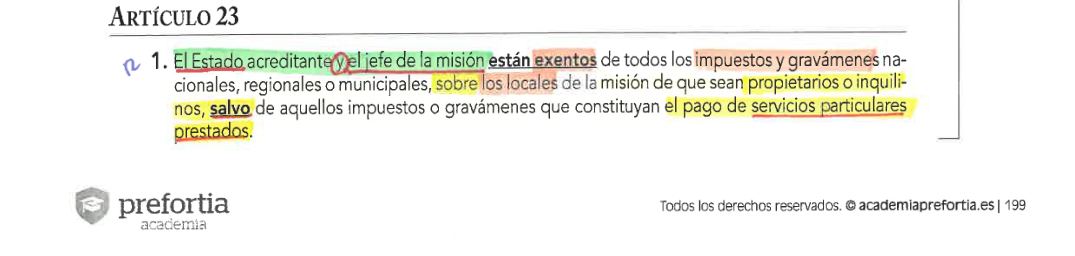 ARTÍCULO 23
1. El Estado acreditante y el jefe de la misión están exentos de todos los impuestos y gravámenes na-
cionales, regionales o municipales, sobre los locales de la misión de que sean propietarios o inquili-
nos, salvo de aquellos impuestos o gravámenes que constituyan el pago de servicios particulares
prestados.
prefortia
academia
Todos los derechos reservados. © academiaprefortia.es | 199